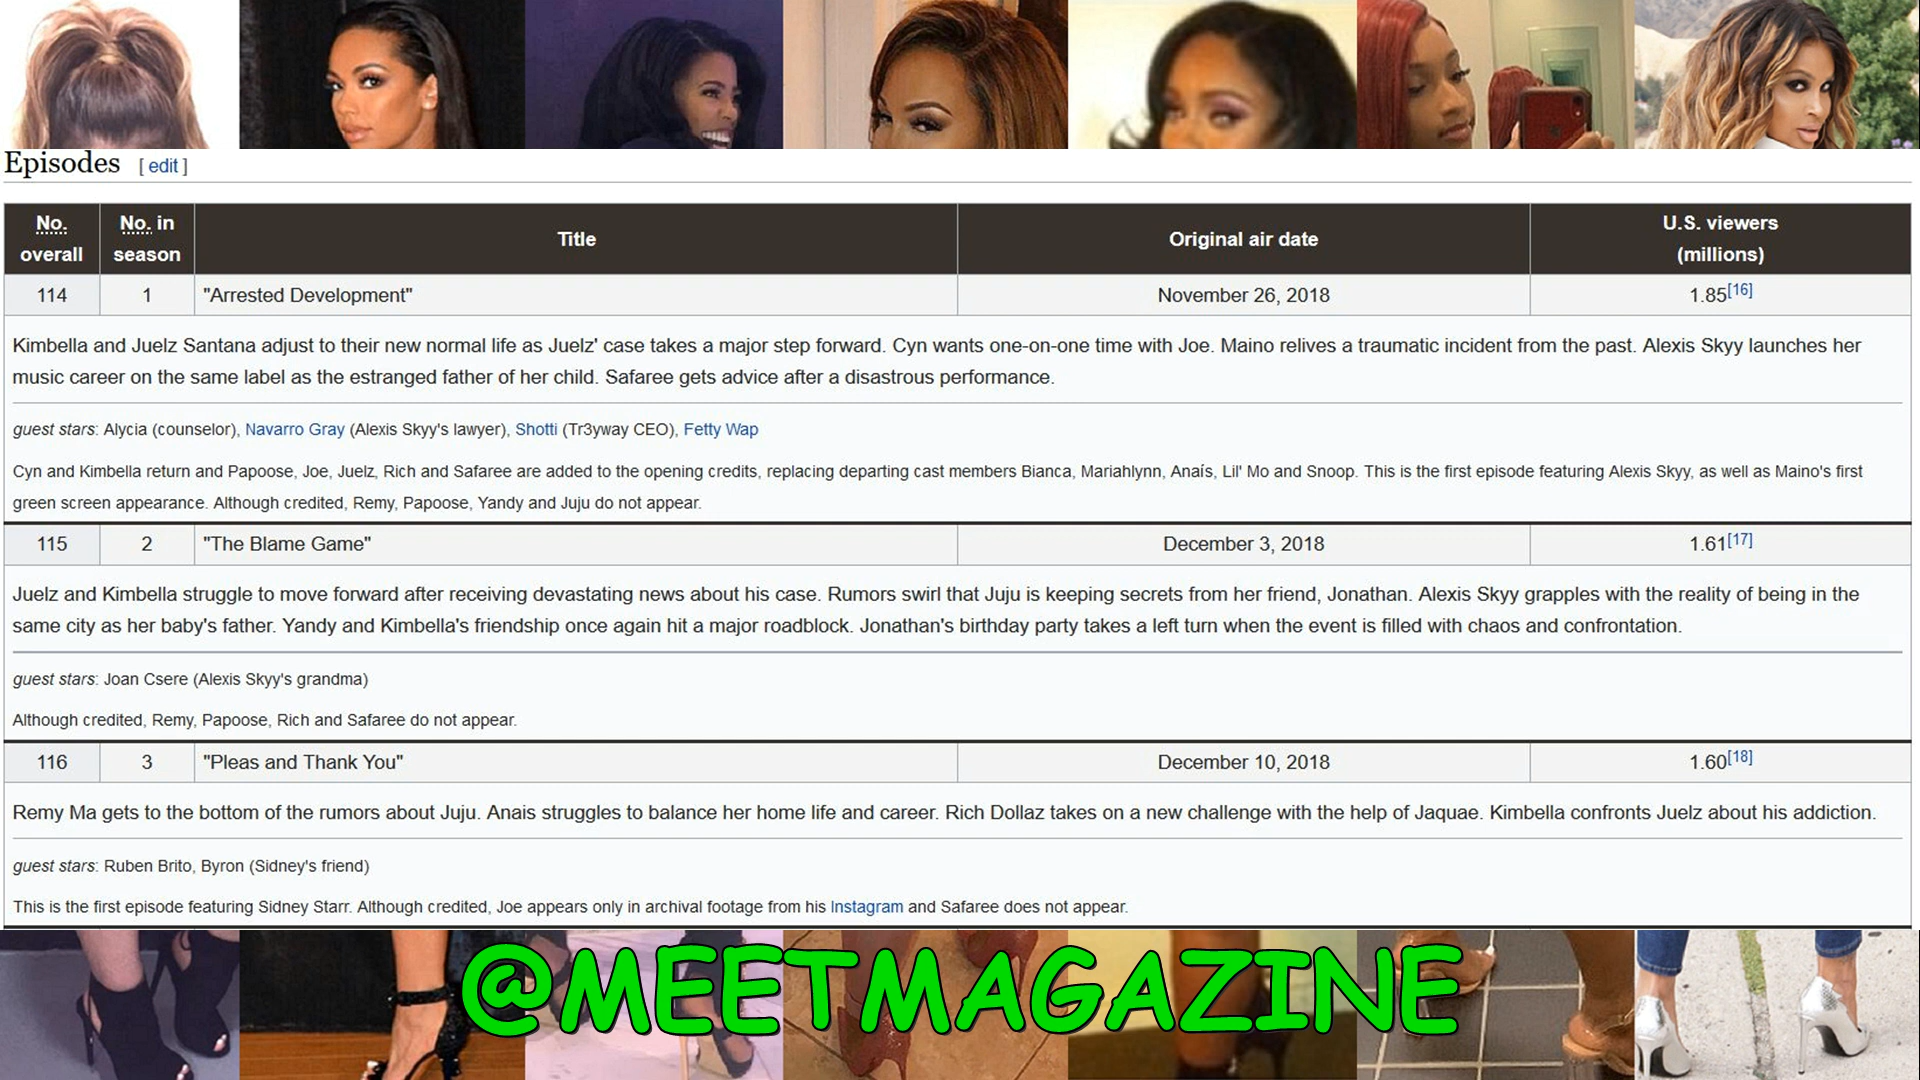 Episodes [ edit ]
No. overall No. in season Title Original air date U.S. viewers (millions)
114 1 "Arrested Development" November 26, 2018 1.85[16]
Kimbella and Juelz Santana adjust to their new normal life as Juelz' case takes a major step forward. Cyn wants one-on-one time with Joe. Maino relives a traumatic incident from the past. Alexis Skyy launches her
music career on the same label as the estranged father of her child. Safaree gets advice after a disastrous performance.
guest stars: Alycia (counselor), Navarro Gray (Alexis Skyy's lawyer), Shotti (Tr3yway CEO), Fetty Wap
Cyn and Kimbella return and Papoose, Joe, Juelz, Rich and Safaree are added to the opening credits, replacing departing cast members Bianca, Mariahlynn, Anaís, Lil' Mo and Snoop. This is the first episode featuring Alexis Skyy, as well as Maino's first
green screen appearance. Although credited, Remy, Papoose, Yandy and Juju do not appear.
115 2 "The Blame Game" December 3, 2018 1.61[17]
Juelz and Kimbella struggle to move forward after receiving devastating news about his case. Rumors swirl that Juju is keeping secrets from her friend, Jonathan. Alexis Skyy grapples with the reality of being in the
same city as her baby's father. Yandy and Kimbella's friendship once again hit a major roadblock. Jonathan's birthday party takes a left turn when the event is filled with chaos and confrontation.
guest stars: Joan Csere (Alexis Skyy's grandma)
Although credited, Remy, Papoose, Rich and Safaree do not appear.
116 3 "Pleas and Thank You" December 10, 2018 1.60[18]
Remy Ma gets to the bottom of the rumors about Juju. Anais struggles to balance her home life and career. Rich Dollaz takes on a new challenge with the help of Jaquae. Kimbella confronts Juelz about his addiction.
guest stars: Ruben Brito, Byron (Sidney's friend)
This is the first episode featuring Sidney Starr. Although credited, Joe appears only in archival footage from his Instagram and Safaree does not appear.
@MEETMAGAZINE